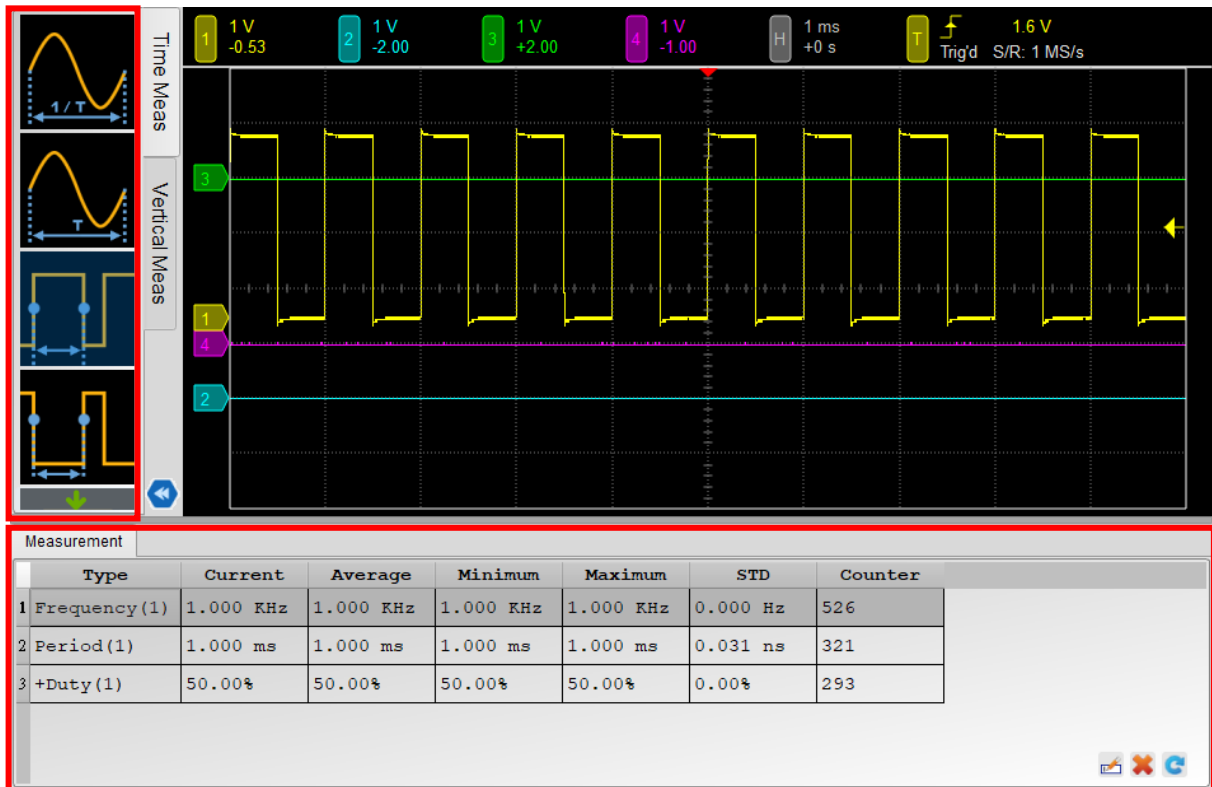 1 1 V -0.53 2 1 V -2.00 3 1 V +2.00 4 1 V -1.00 H 1 ms +0 s T Trig'd 1.6 V S/R: 1 MS/s
1/T
T
Time Meas
Vertical Meas
3
1
4
2
Measurement
Type Current Average Minimum Maximum STD Counter
1 Frequency(1) 1.000 KHz 1.000 KHz 1.000 KHz 1.000 KHz 0.000 Hz 526
2 Period(1) 1.000 ms 1.000 ms 1.000 ms 1.000 ms 0.031 ns 321
3 +Duty(1) 50.00% 50.00% 50.00% 50.00% 0.00% 293